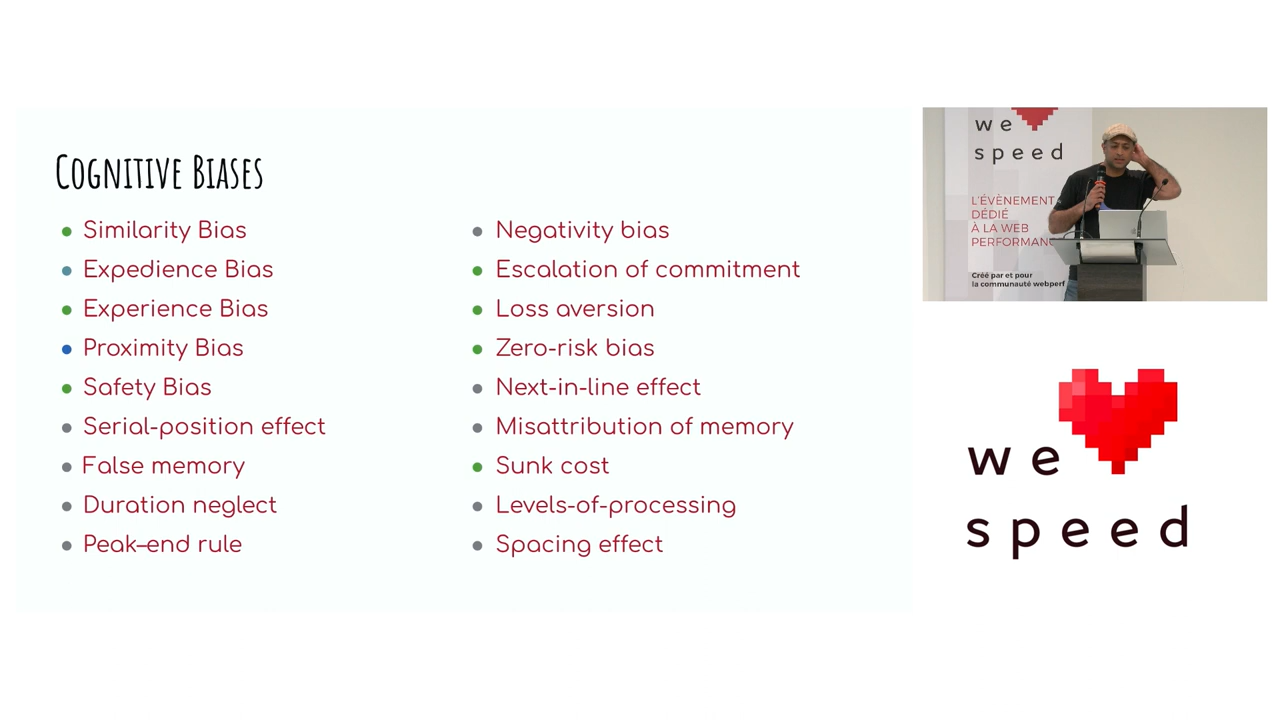 Cognitive Biases
Similarity Bias
Expedience Bias
Experience Bias
Proximity Bias
Safety Bias
Serial-position effect
False memory
Duration neglect
Peak–end rule
Negativity bias
Escalation of commitment
Loss aversion
Zero-risk bias
Next-in-line effect
Misattribution of memory
Sunk cost
Levels-of-processing
Spacing effect
we
speed
L'ÉVÈNEMENT
DÉDIÉ
À LA WEB
PERFORMANC
Créé par et pour
la communauté webperf
we
speed